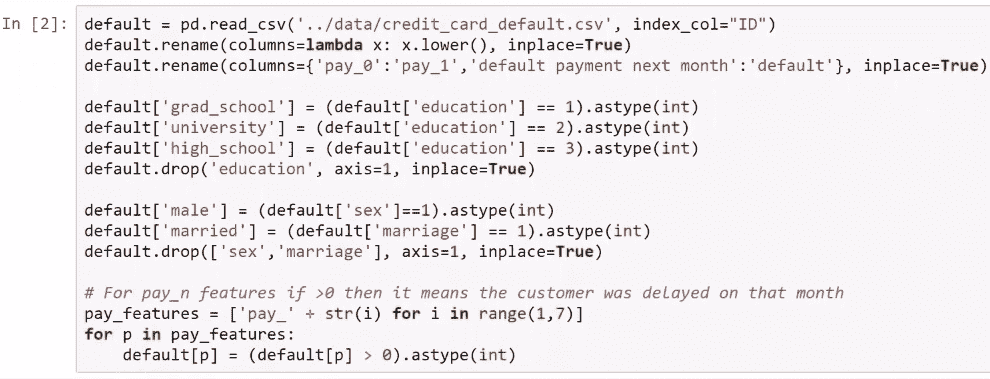 In [2]: default = pd.read_csv('../data/credit_card_default.csv', index_col="ID")
default.rename(columns=lambda x: x.lower(), inplace=True)
default.rename(columns={'pay_0':'pay_1','default payment next month':'default'}, inplace=True)

default['grad_school'] = (default['education'] == 1).astype(int)
default['university'] = (default['education'] == 2).astype(int)
default['high_school'] = (default['education'] == 3).astype(int)
default.drop('education', axis=1, inplace=True)

default['male'] = (default['sex']==1).astype(int)
default['married'] = (default['marriage'] == 1).astype(int)
default.drop(['sex','marriage'], axis=1, inplace=True)

# For pay_n features if >0 then it means the customer was delayed on that month
pay_features = ['pay_' + str(i) for i in range(1,7)]
for p in pay_features:
    default[p] = (default[p] > 0).astype(int)